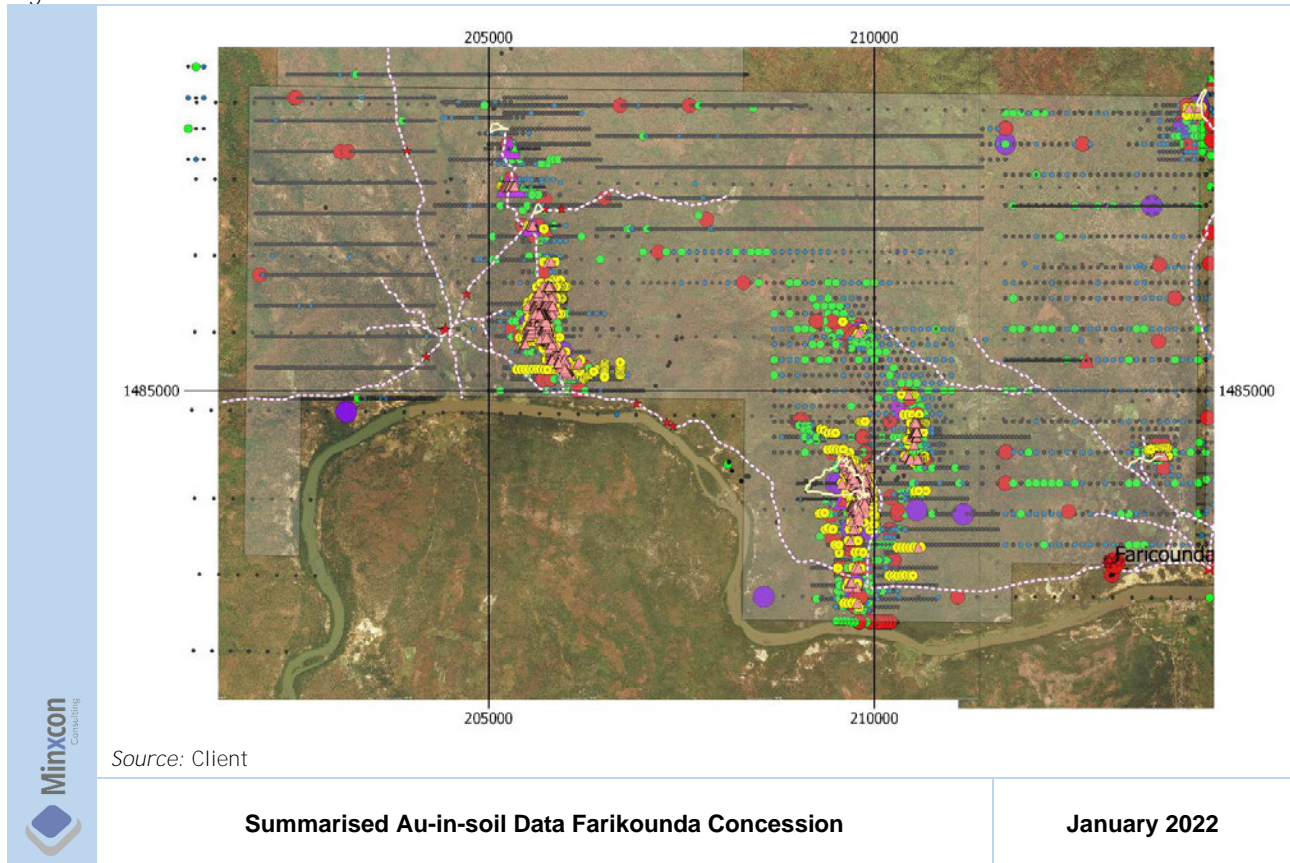 205000
210000
1485000
1485000
Faricounda
205000
210000
Minxcon
Consulting
Source: Client
Summarised Au-in-soil Data Farikounda Concession
January 2022